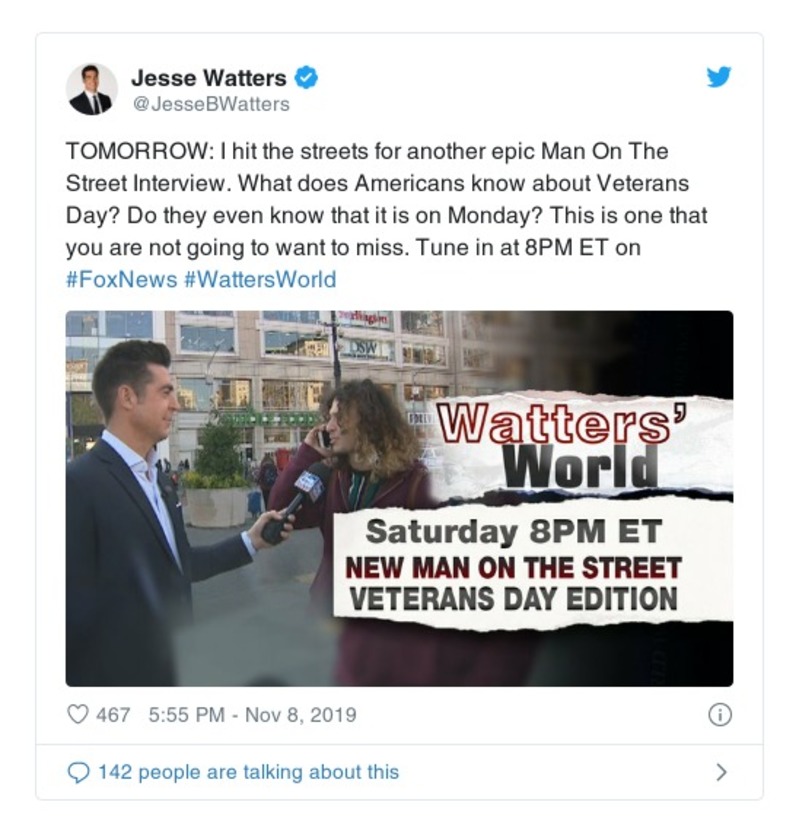 Jesse Watters
@JesseBWatters
TOMORROW: I hit the streets for another epic Man On The
Street Interview. What does Americans know about Veterans
Day? Do they even know that it is on Monday? This is one that
you are not going to want to miss. Tune in at 8PM ET on
#FoxNews #WattersWorld
DSW
Watters'
World
Saturday 8PM ET
NEW MAN ON THE STREET
VETERANS DAY EDITION
467 5:55 PM - Nov 8, 2019
142 people are talking about this